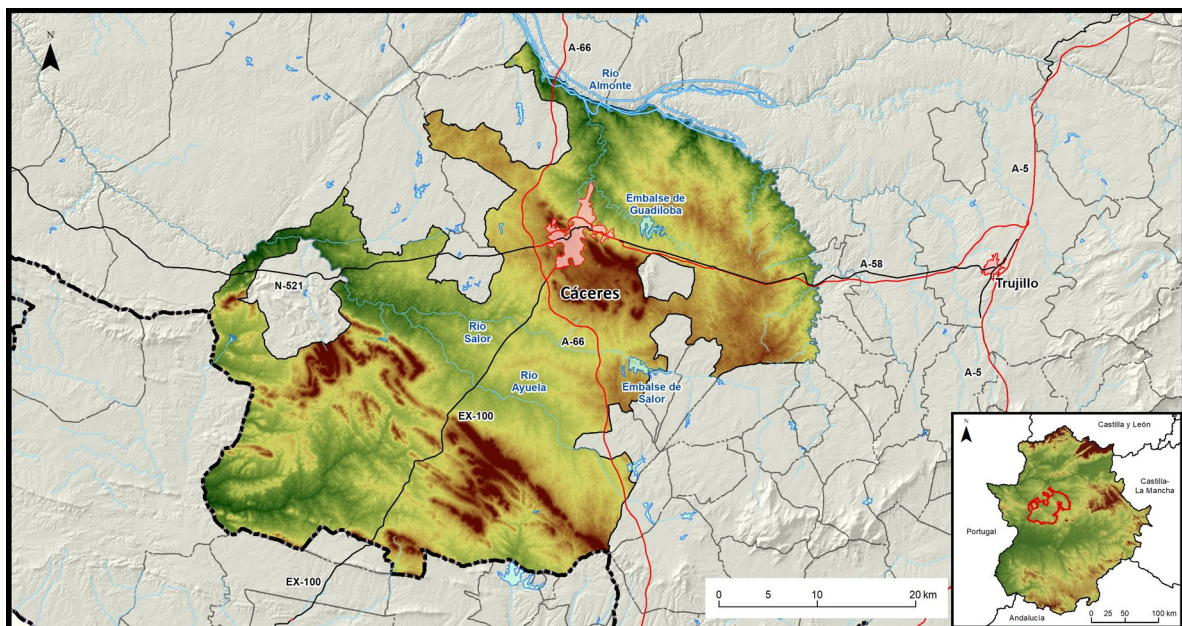 N
A-66
Río
Almonte
A-5
Embalse de
Guadiloba
A-58
Trujillo
N-521
Cáceres
Río
Salor
A-66
Río
Ayuela
Embalse de
Salor
A-5
EX-100
EX-100
0 5 10 20 km
N
Castilla y León
Castilla-
La Mancha
Portugal
Andalucía
0 25 50 100 km